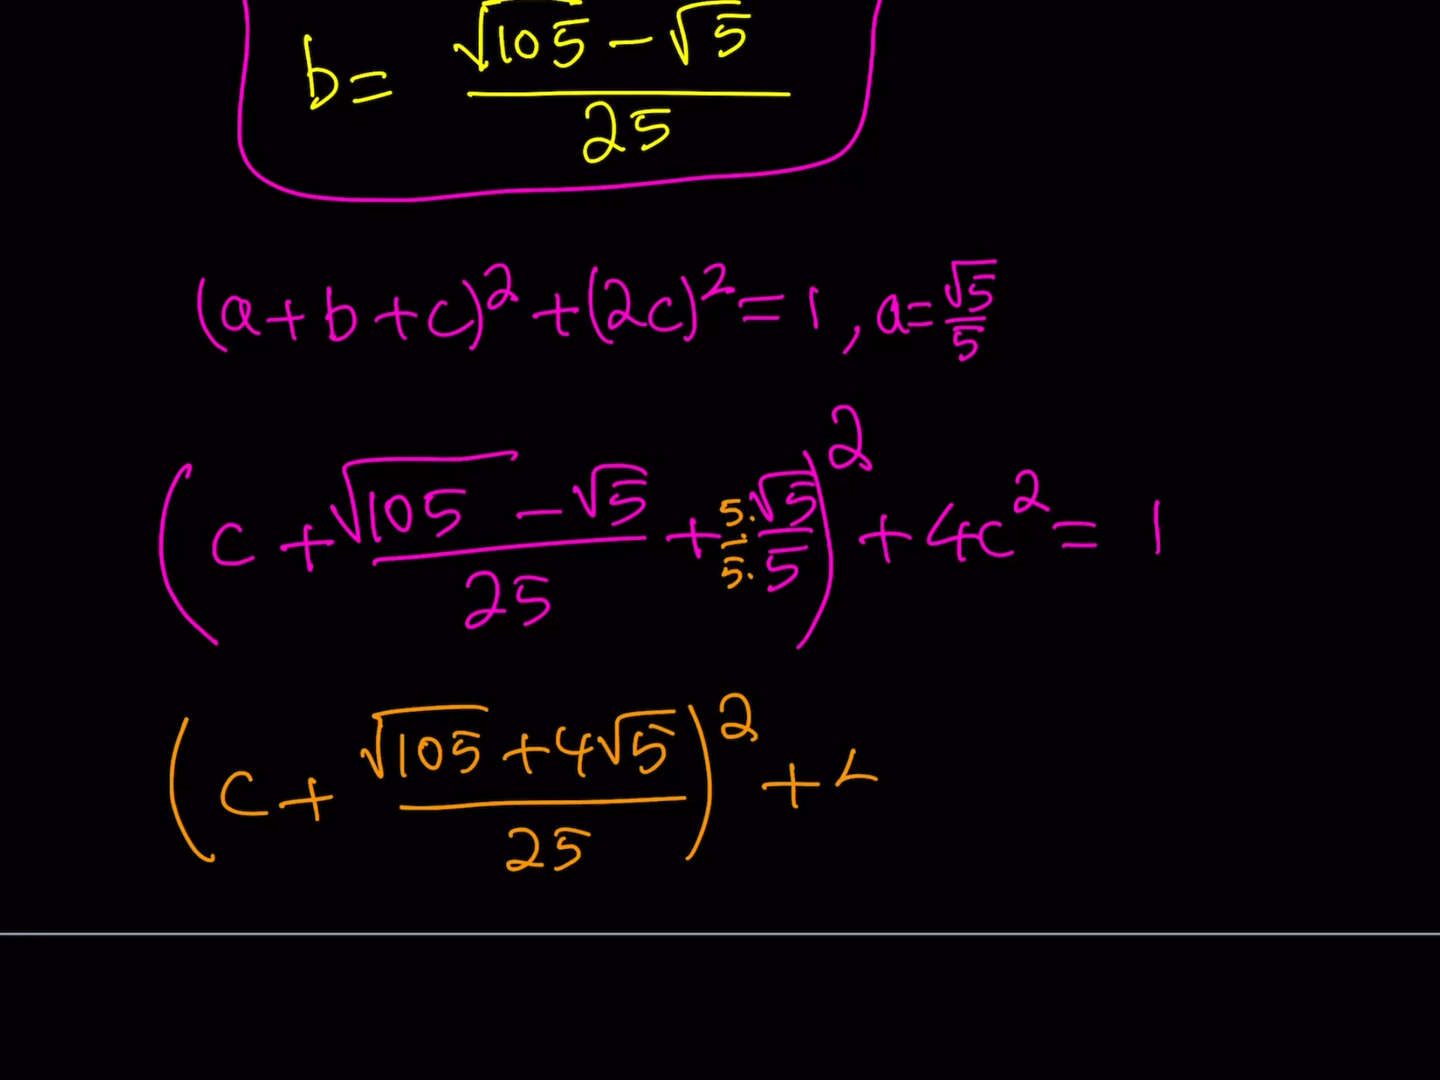 b = (√105 − √5)/25
(a + b + c)² + (2c)² = 1, a = √5/5
(c + (√105 − √5)/25 + 5·√5/5·5)² + 4c² = 1
(c + (√105 + 4√5)/25)² + 4